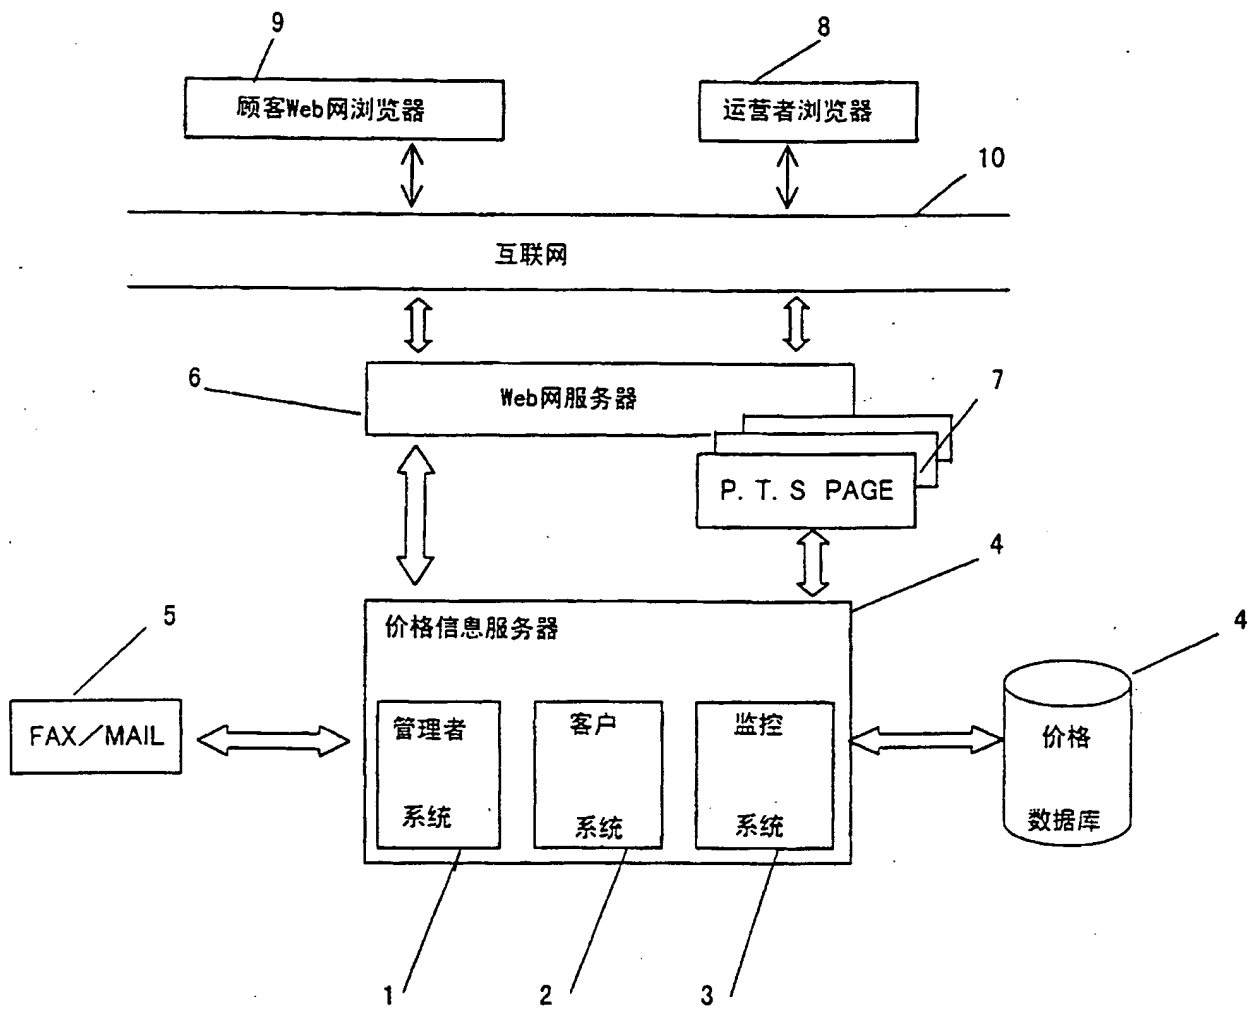 9
8
顾客Web网浏览器
运营者浏览器
10
互联网
6
Web网服务器
7
P. T. S PAGE
4
价格信息服务器
5
4
FAX／MAIL
管理者
系统
客户
系统
监控
系统
价格
数据库
1
2
3